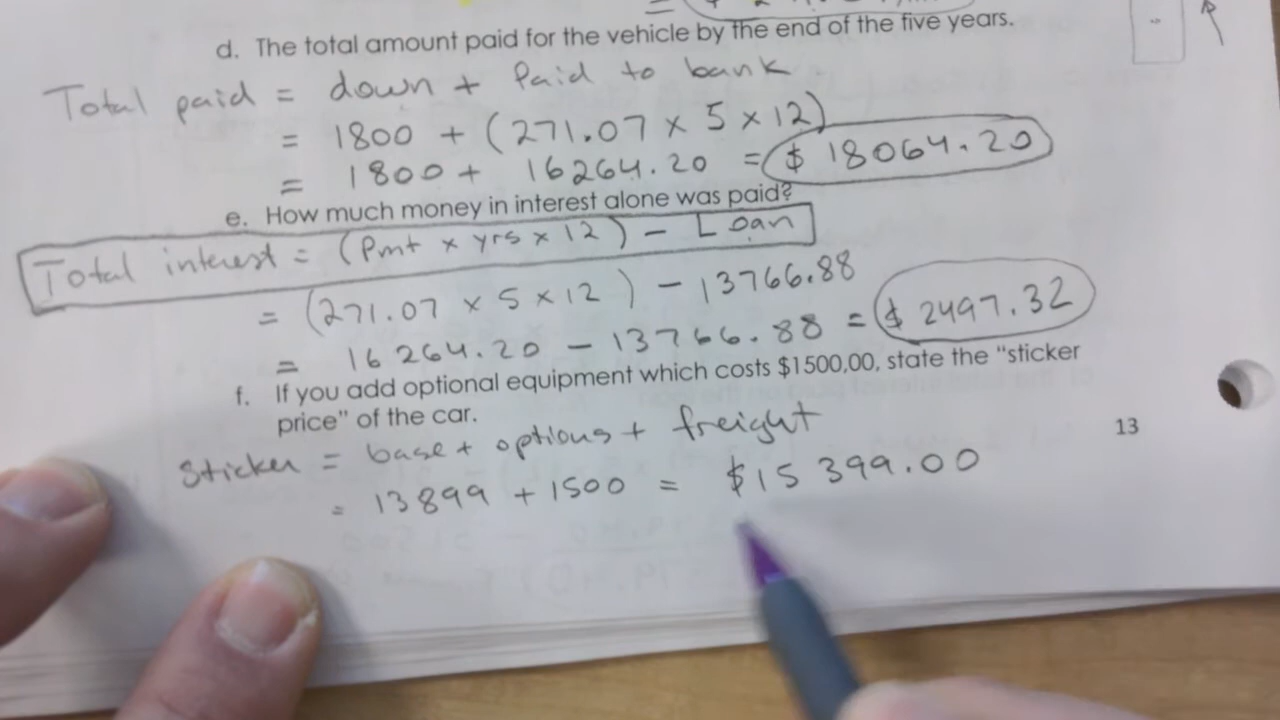 d. The total amount paid for the vehicle by the end of the five years.
Total paid = down + Paid to bank
= 1800 + (271.07 x 5 x 12)
= 1800 + 16264.20 = $ 18064.20
e. How much money in interest alone was paid?
Total interest = (Pmt x yrs x 12) - Loan
= (271.07 x 5 x 12) - 13766.88
= 16264.20 - 13766.88 = $ 2497.32
f. If you add optional equipment which costs $1500,00, state the "sticker
price" of the car.
Sticker = base + options + freight
= 13899 + 1500 = $15 399.00
13